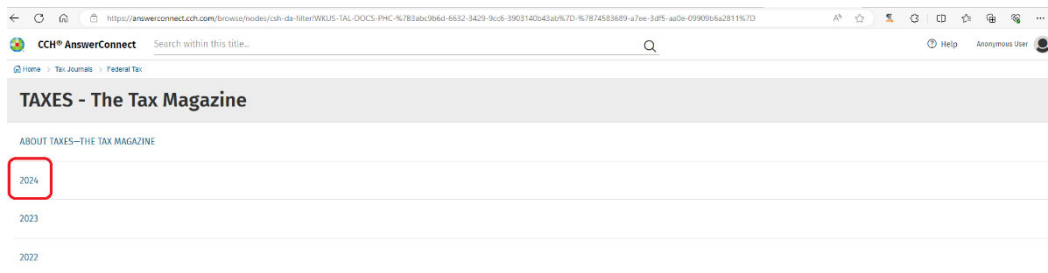 https://answerconnect.cch.com/browse/nodes/csh-da-filter!WKUS-TAL-DOCS-PHC-%7B3abc9b6d-6632-3429-9cc6-3903140b43ab%7D-%7B74583689-a7ee-3df5-aa0e-09909b6a2811%7D
CCH® AnswerConnect Search within this title... Help Anonymous User
Home > Tax Journals > Federal Tax
TAXES - The Tax Magazine
ABOUT TAXES—THE TAX MAGAZINE
2024
2023
2022